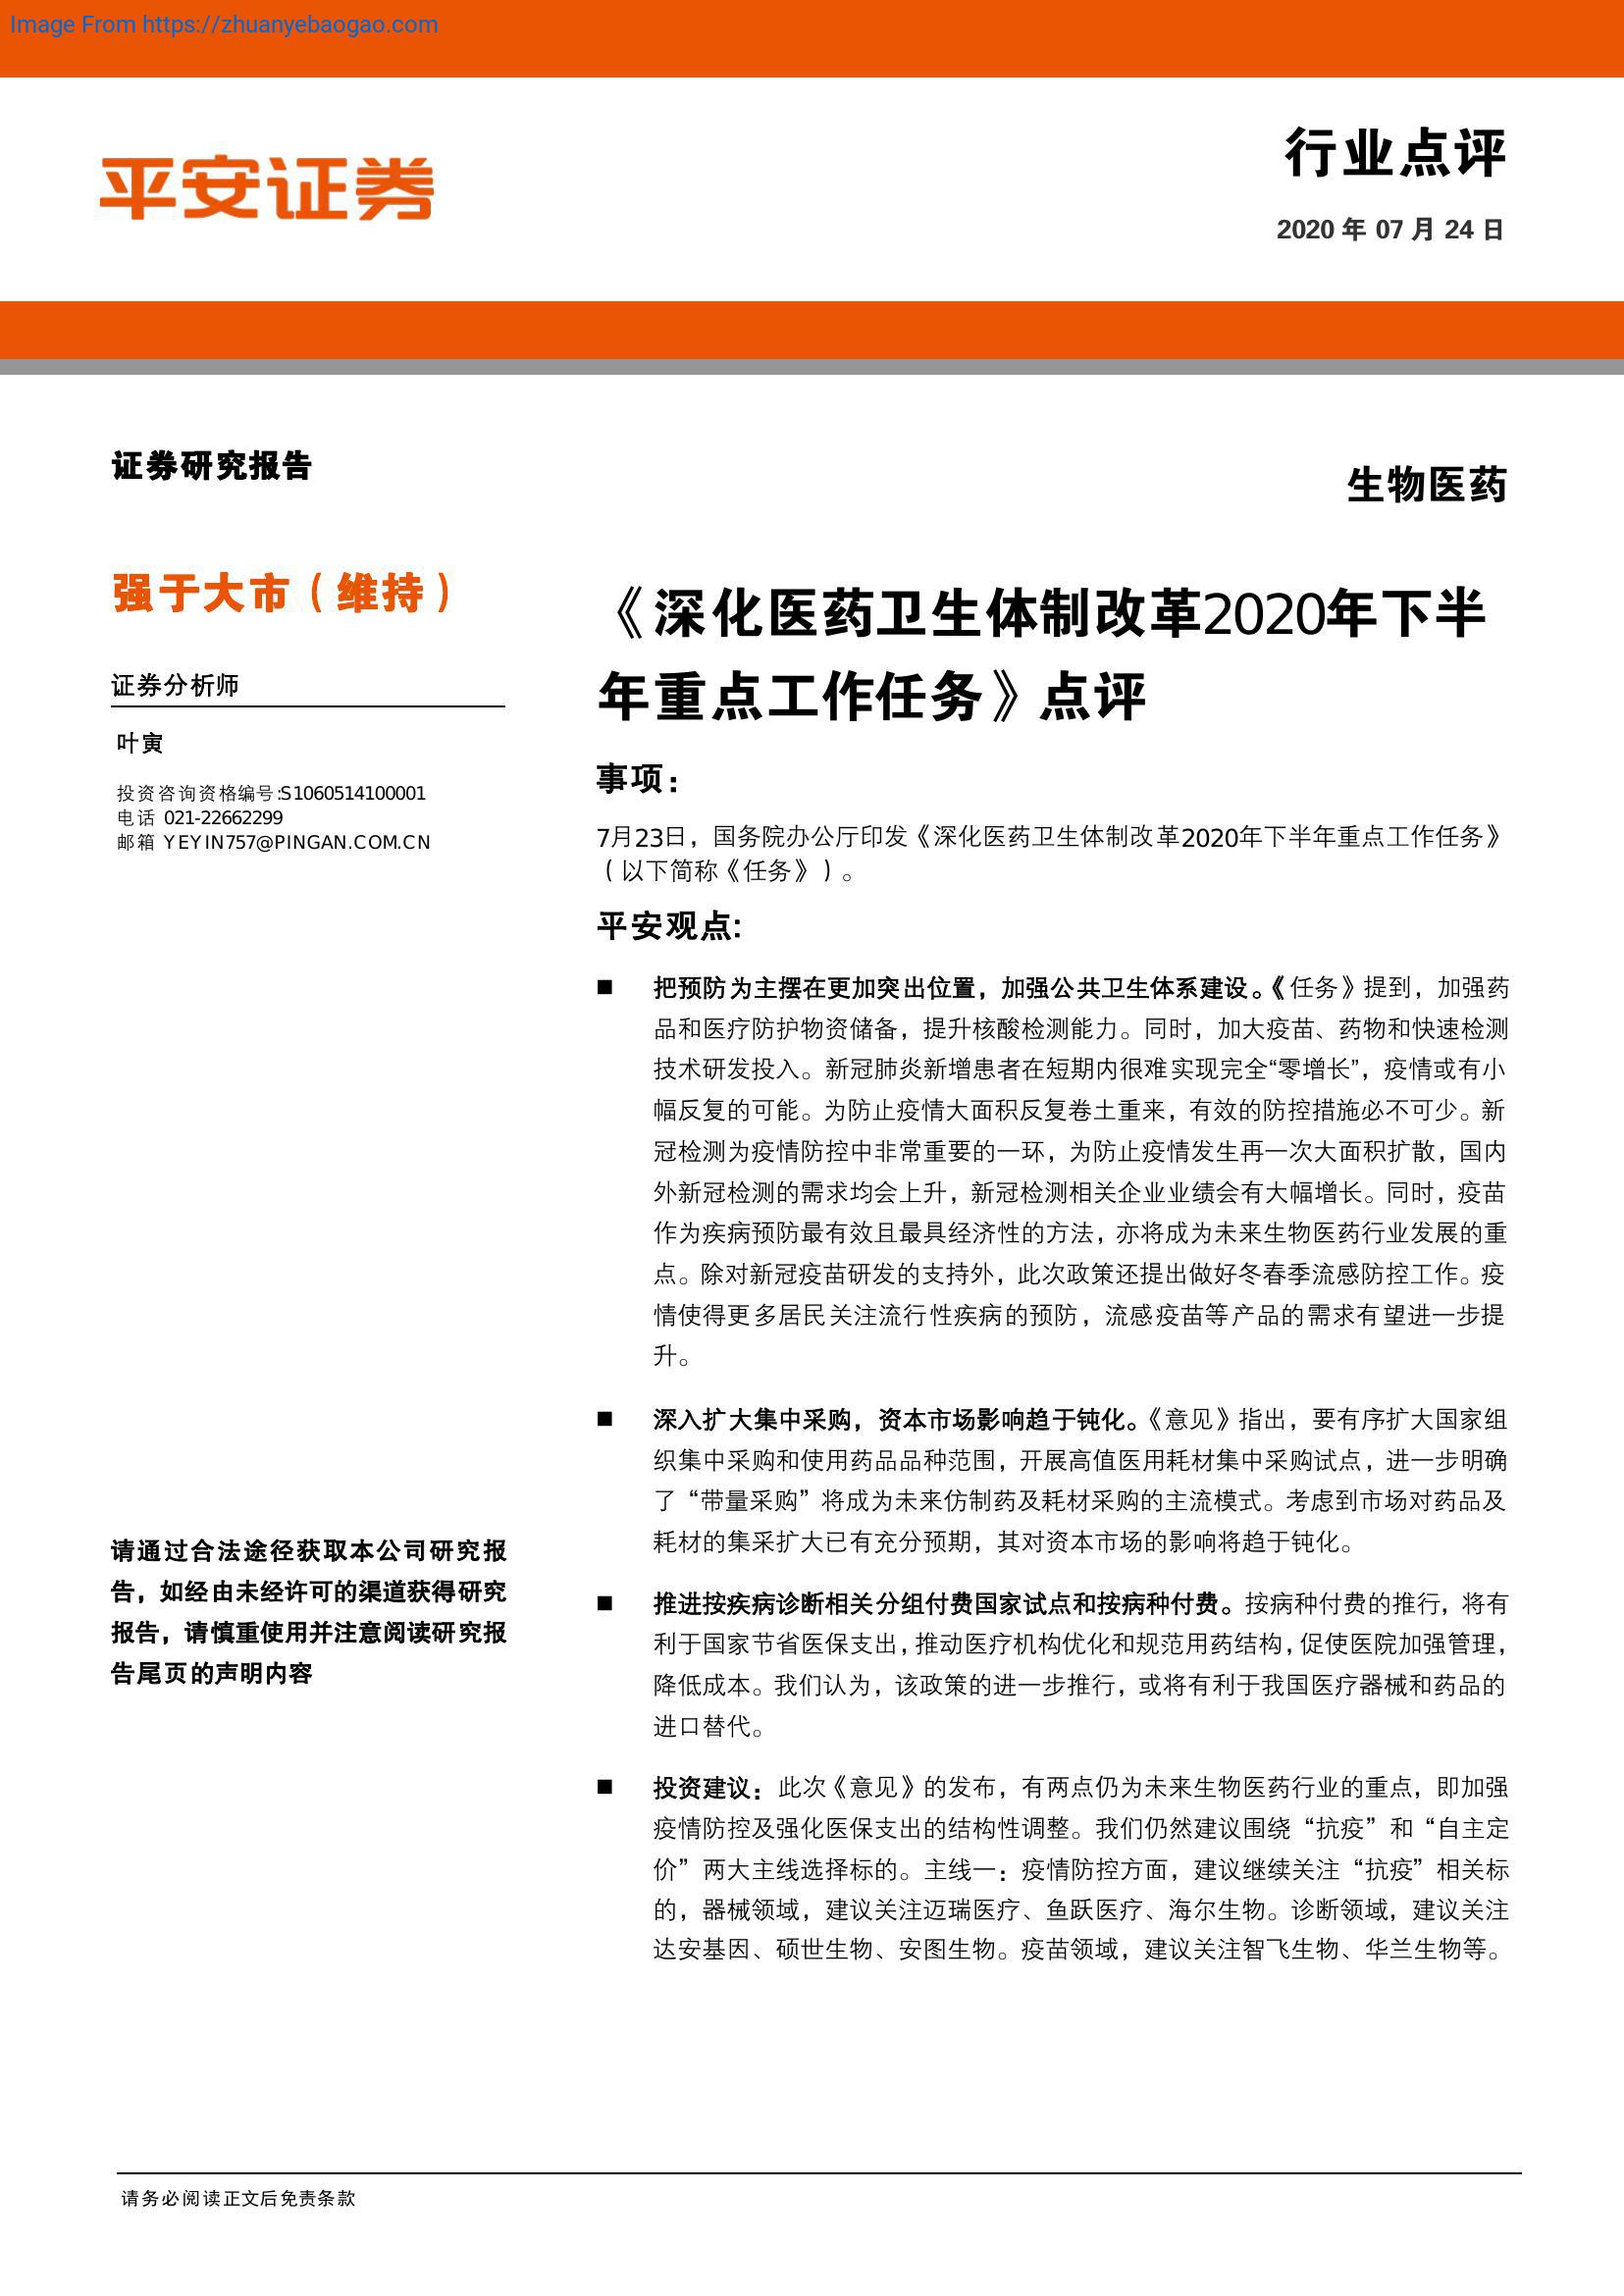 Image From https://zhuanyebaogao.com
平安证券
行业点评
2020 年 07 月 24 日
证券研究报告
生物医药
强于大市（维持）
证券分析师
叶寅
投资咨询资格编号:S1060514100001
电话 021-22662299
邮箱 YEYIN757@PINGAN.COM.CN
请通过合法途径获取本公司研究报
告，如经由未经许可的渠道获得研究
报告，请慎重使用并注意阅读研究报
告尾页的声明内容
《深化医药卫生体制改革2020年下半
年重点工作任务》点评
事项：
7月23日，国务院办公厅印发《深化医药卫生体制改革2020年下半年重点工作任务》
（以下简称《任务》）。
平安观点:
■ 把预防为主摆在更加突出位置，加强公共卫生体系建设。《任务》提到，加强药
品和医疗防护物资储备，提升核酸检测能力。同时，加大疫苗、药物和快速检测
技术研发投入。新冠肺炎新增患者在短期内很难实现完全“零增长”，疫情或有小
幅反复的可能。为防止疫情大面积反复卷土重来，有效的防控措施必不可少。新
冠检测为疫情防控中非常重要的一环，为防止疫情发生再一次大面积扩散，国内
外新冠检测的需求均会上升，新冠检测相关企业业绩会有大幅增长。同时，疫苗
作为疾病预防最有效且最具经济性的方法，亦将成为未来生物医药行业发展的重
点。除对新冠疫苗研发的支持外，此次政策还提出做好冬春季流感防控工作。疫
情使得更多居民关注流行性疾病的预防，流感疫苗等产品的需求有望进一步提
升。
■ 深入扩大集中采购，资本市场影响趋于钝化。《意见》指出，要有序扩大国家组
织集中采购和使用药品品种范围，开展高值医用耗材集中采购试点，进一步明确
了“带量采购”将成为未来仿制药及耗材采购的主流模式。考虑到市场对药品及
耗材的集采扩大已有充分预期，其对资本市场的影响将趋于钝化。
■ 推进按疾病诊断相关分组付费国家试点和按病种付费。按病种付费的推行，将有
利于国家节省医保支出，推动医疗机构优化和规范用药结构，促使医院加强管理，
降低成本。我们认为，该政策的进一步推行，或将有利于我国医疗器械和药品的
进口替代。
■ 投资建议：此次《意见》的发布，有两点仍为未来生物医药行业的重点，即加强
疫情防控及强化医保支出的结构性调整。我们仍然建议围绕“抗疫”和“自主定
价”两大主线选择标的。主线一：疫情防控方面，建议继续关注“抗疫”相关标
的，器械领域，建议关注迈瑞医疗、鱼跃医疗、海尔生物。诊断领域，建议关注
达安基因、硕世生物、安图生物。疫苗领域，建议关注智飞生物、华兰生物等。
请务必阅读正文后免责条款